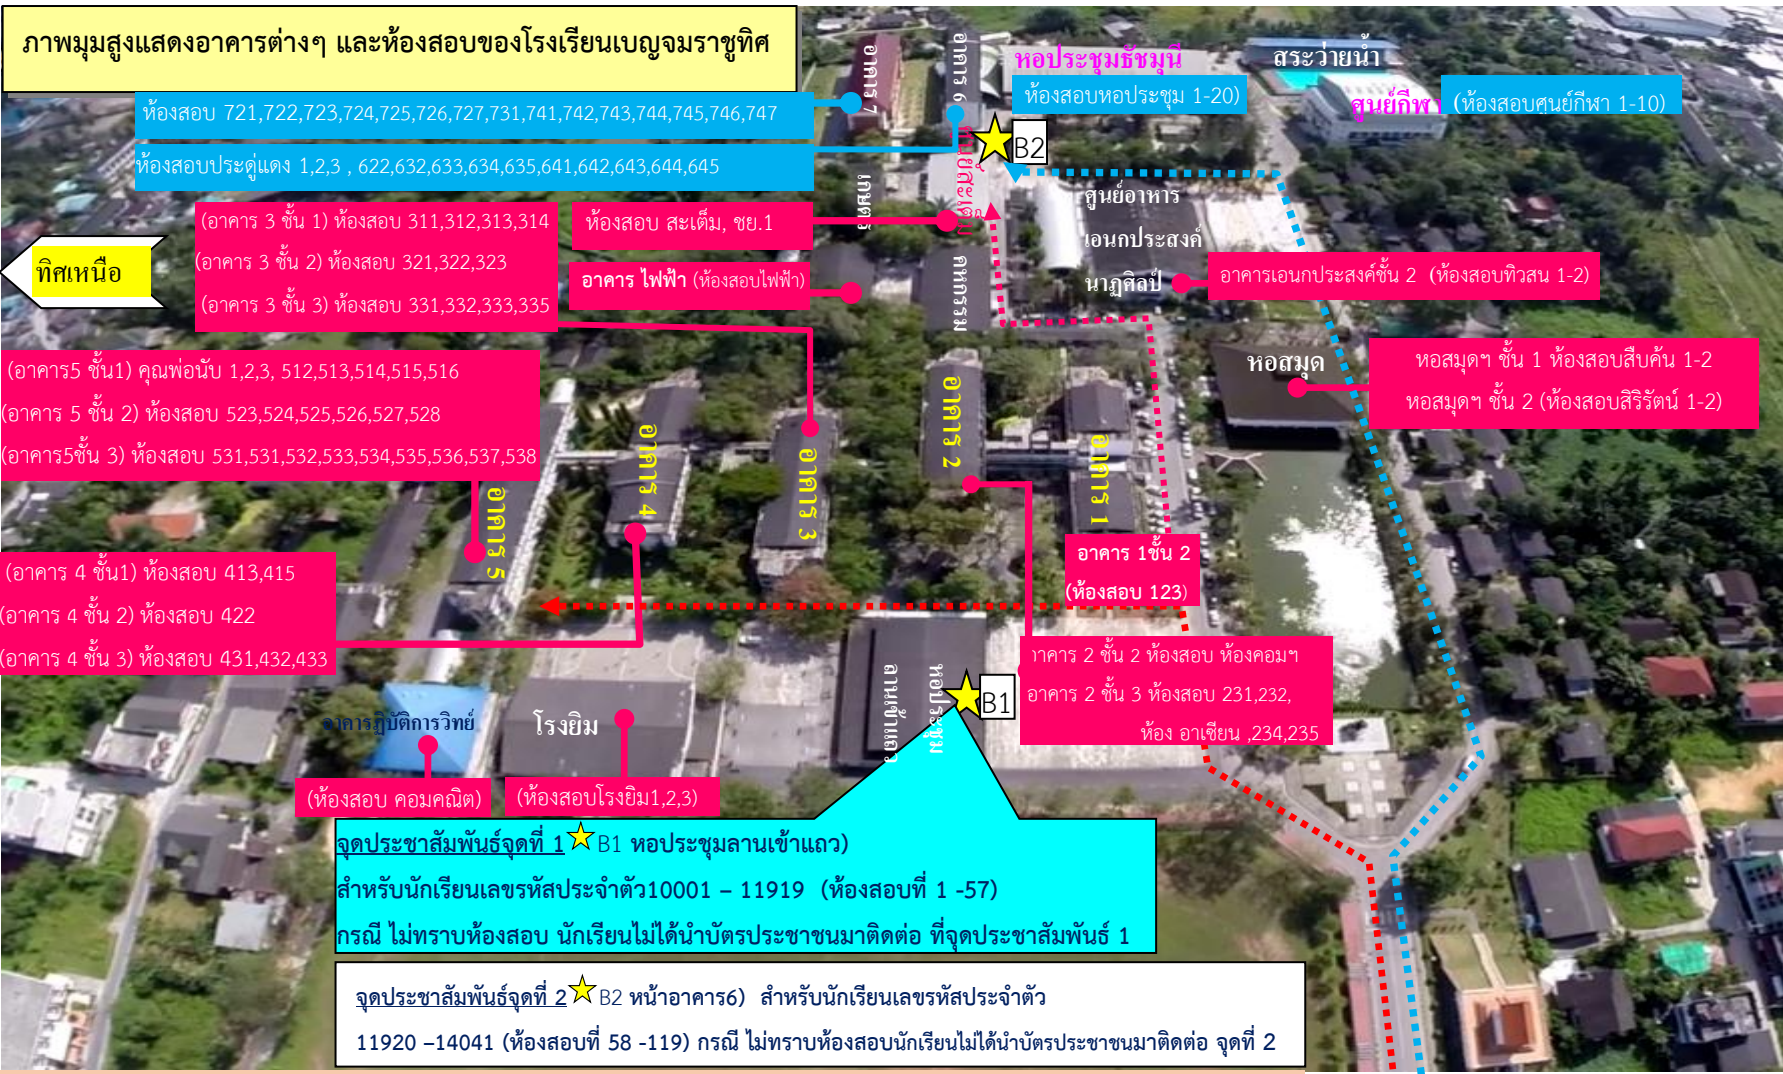 ภาพมุมสูงแสดงอาคารต่างๆ และห้องสอบของโรงเรียนเบญจมราชูทิศ
อาคาร 7
อาคาร 6
หอประชุมธัชมุนี
ห้องสอบหอประชุม 1-20)
สระว่ายน้ำ
ศูนย์กีฬา
(ห้องสอบศูนย์กีฬา 1-10)
ห้องสอบ 721,722,723,724,725,726,727,731,741,742,743,744,745,746,747
B2
ห้องสอบประดู่แดง 1,2,3 , 622,632,633,634,635,641,642,643,644,645
ศูนย์สะเต็ม
เกษตร
ศูนย์อาหาร
เอนกประสงค์
นาฏศิลป์
(อาคาร 3 ชั้น 1) ห้องสอบ 311,312,313,314
(อาคาร 3 ชั้น 2) ห้องสอบ 321,322,323
(อาคาร 3 ชั้น 3) ห้องสอบ 331,332,333,335
ห้องสอบ สะเต็ม, ชย.1
อาคาร ไฟฟ้า (ห้องสอบไฟฟ้า)
คหกรรม
อาคารเอนกประสงค์ชั้น 2 (ห้องสอบทิวสน 1-2)
ทิศเหนือ
หอสมุด
หอสมุดฯ ชั้น 1 ห้องสอบสืบค้น 1-2
หอสมุดฯ ชั้น 2 (ห้องสอบสิริรัตน์ 1-2)
(อาคาร5 ชั้น1) คุณพ่อนับ 1,2,3, 512,513,514,515,516
(อาคาร 5 ชั้น 2) ห้องสอบ 523,524,525,526,527,528
(อาคาร5ชั้น 3) ห้องสอบ 531,531,532,533,534,535,536,537,538
อาคาร 5
อาคาร 4
อาคาร 3
อาคาร 2
อาคาร 1
อาคาร 1ชั้น 2
(ห้องสอบ 123)
(อาคาร 4 ชั้น1) ห้องสอบ 413,415
(อาคาร 4 ชั้น 2) ห้องสอบ 422
(อาคาร 4 ชั้น 3) ห้องสอบ 431,432,433
าคาร 2 ชั้น 2 ห้องสอบ ห้องคอมฯ
อาคาร 2 ชั้น 3 ห้องสอบ 231,232,
ห้อง อาเซียน ,234,235
อาคารฏิบัติการวิทย์
โรงยิม
หอประชุม
ลานเข้าแถว
B1
(ห้องสอบ คอมคณิต)
(ห้องสอบโรงยิม1,2,3)
จุดประชาสัมพันธ์จุดที่ 1 B1 หอประชุมลานเข้าแถว)
สำหรับนักเรียนเลขรหัสประจำตัว10001 – 11919 (ห้องสอบที่ 1 -57)
กรณี ไม่ทราบห้องสอบ นักเรียนไม่ได้นำบัตรประชาชนมาติดต่อ ที่จุดประชาสัมพันธ์ 1
จุดประชาสัมพันธ์จุดที่ 2 B2 หน้าอาคาร6) สำหรับนักเรียนเลขรหัสประจำตัว
11920 –14041 (ห้องสอบที่ 58 -119) กรณี ไม่ทราบห้องสอบนักเรียนไม่ได้นำบัตรประชาชนมาติดต่อ จุดที่ 2